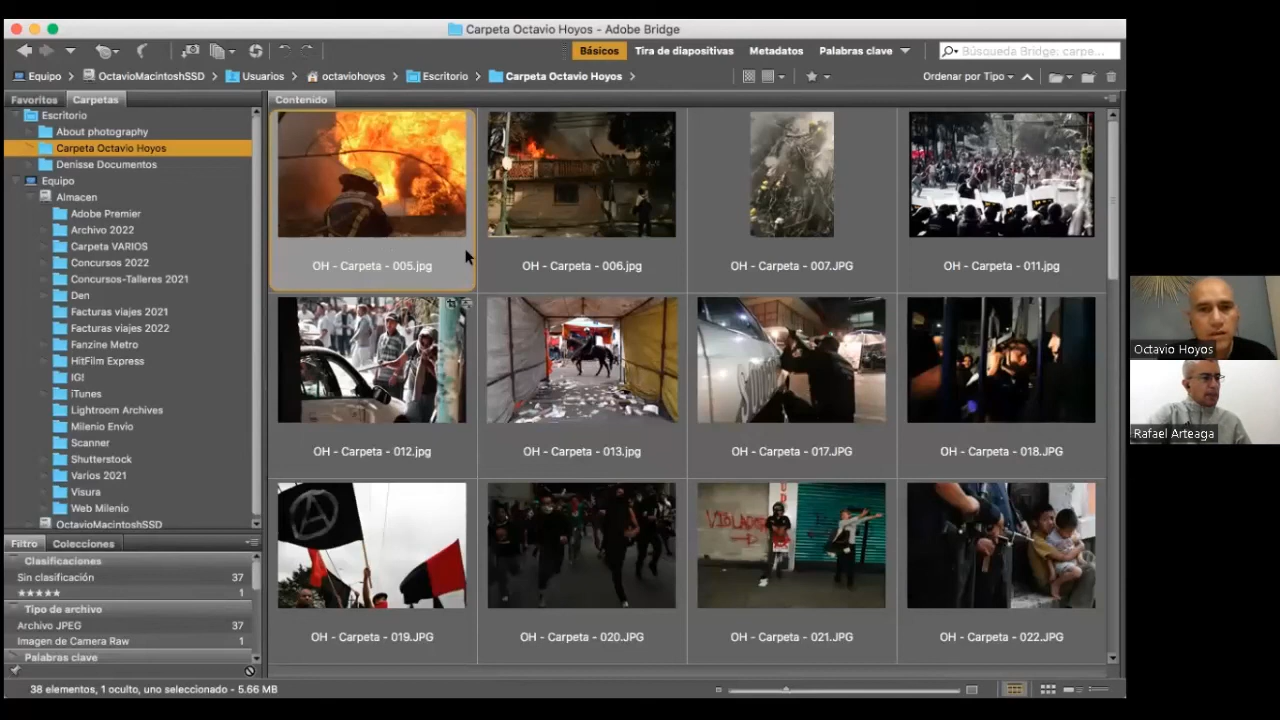 Carpeta Octavio Hoyos - Adobe Bridge
Básicos
Tira de diapositivas
Metadatos
Palabras clave
Búsqueda Bridge: carpe...
Equipo
OctavioMacintoshSSD
Usuarios
octaviohoyos
Escritorio
Carpeta Octavio Hoyos
Ordenar por Tipo
Favoritos
Carpetas
Contenido
Escritorio
About photography
Carpeta Octavio Hoyos
Denisse Documentos
Equipo
Almacen
Adobe Premier
Archivo 2022
Carpeta VARIOS
Concursos 2022
Concursos-Talleres 2021
Den
Facturas viajes 2021
Facturas viajes 2022
Fanzine Metro
HitFilm Express
IG!
iTunes
Lightroom Archives
Milenio Envio
Scanner
Shutterstock
Varios 2021
Visura
Web Milenio
OctavioMacintoshSSD
Filtro
Colecciones
Clasificaciones
Sin clasificación 37
★★★★★ 1
Tipo de archivo
Archivo JPEG 37
Imagen de Camera Raw 1
Palabras clave
OH - Carpeta - 005.jpg
OH - Carpeta - 006.jpg
OH - Carpeta - 007.JPG
OH - Carpeta - 011.jpg
OH - Carpeta - 012.jpg
OH - Carpeta - 013.jpg
OH - Carpeta - 017.JPG
OH - Carpeta - 018.JPG
OH - Carpeta - 019.JPG
OH - Carpeta - 020.JPG
OH - Carpeta - 021.JPG
OH - Carpeta - 022.JPG
38 elementos, 1 oculto, uno seleccionado - 5.66 MB
Octavio Hoyos
Rafael Arteaga